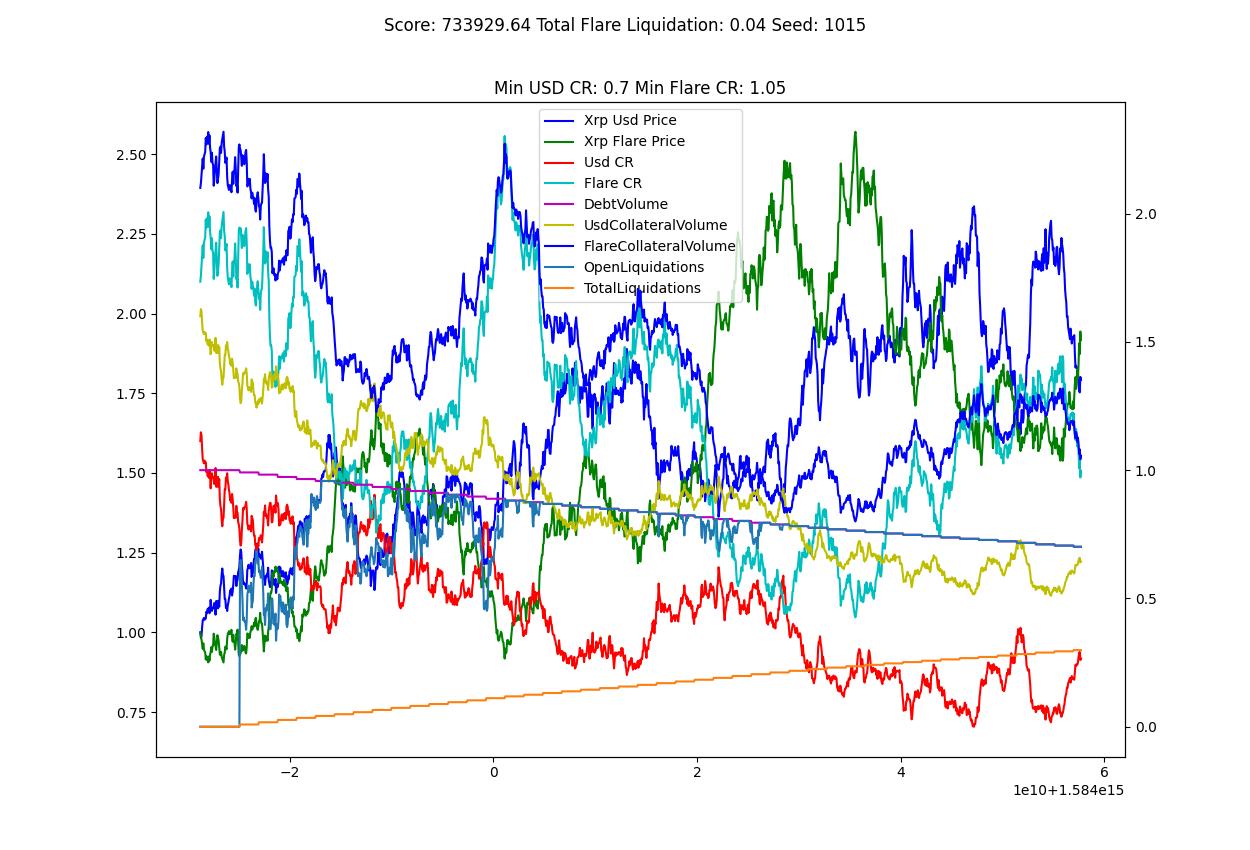 Score: 733929.64 Total Flare Liquidation: 0.04 Seed: 1015
Min USD CR: 0.7 Min Flare CR: 1.05
Xrp Usd Price
Xrp Flare Price
Usd CR
Flare CR
DebtVolume
UsdCollateralVolume
FlareCollateralVolume
OpenLiquidations
TotalLiquidations
2.50
2.25
2.00
1.75
1.50
1.25
1.00
0.75
2.0
1.5
1.0
0.5
0.0
−2 0 2 4 6
1e10+1.584e15